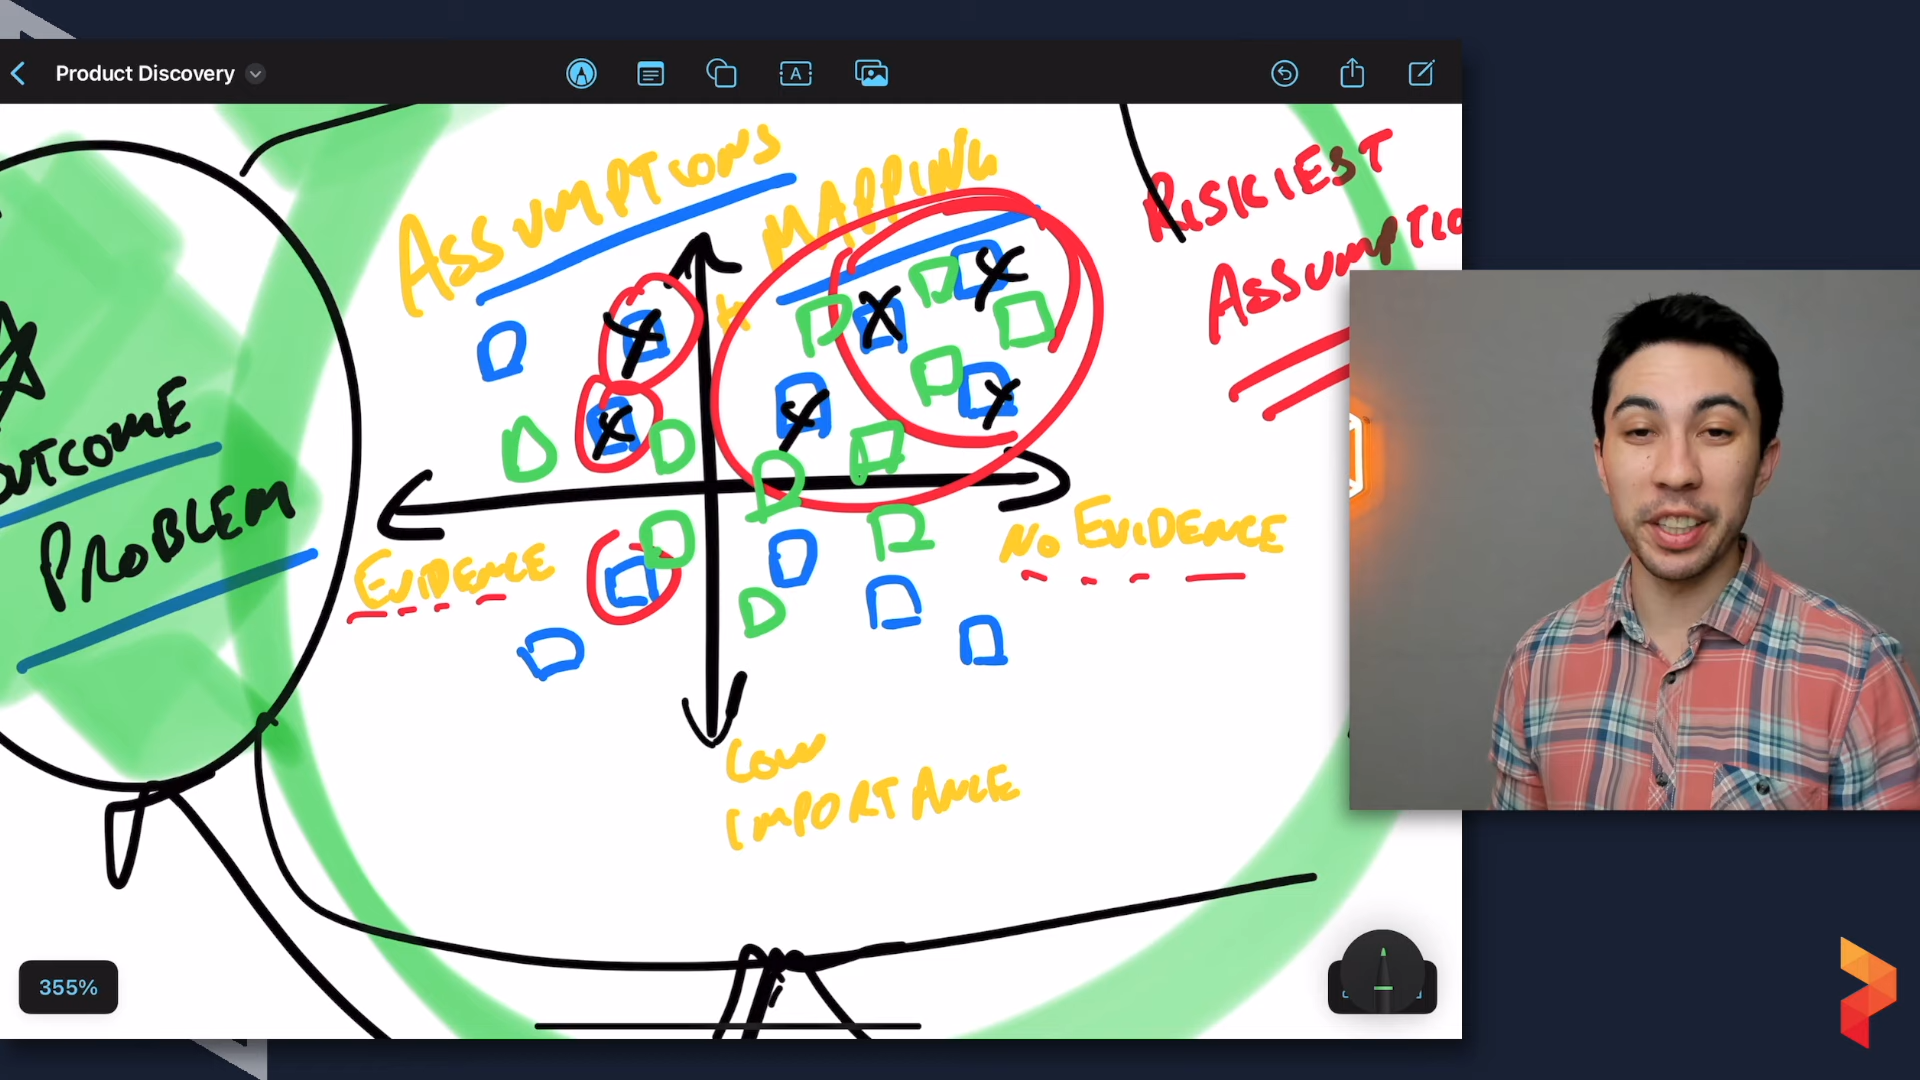 Product Discovery
ASSUMPTIONS
MAPPING
RISKIEST
ASSUMPTIO
OUTCOME
PROBLEM
EVIDENCE
NO EVIDENCE
LOW
IMPORTANCE
355%